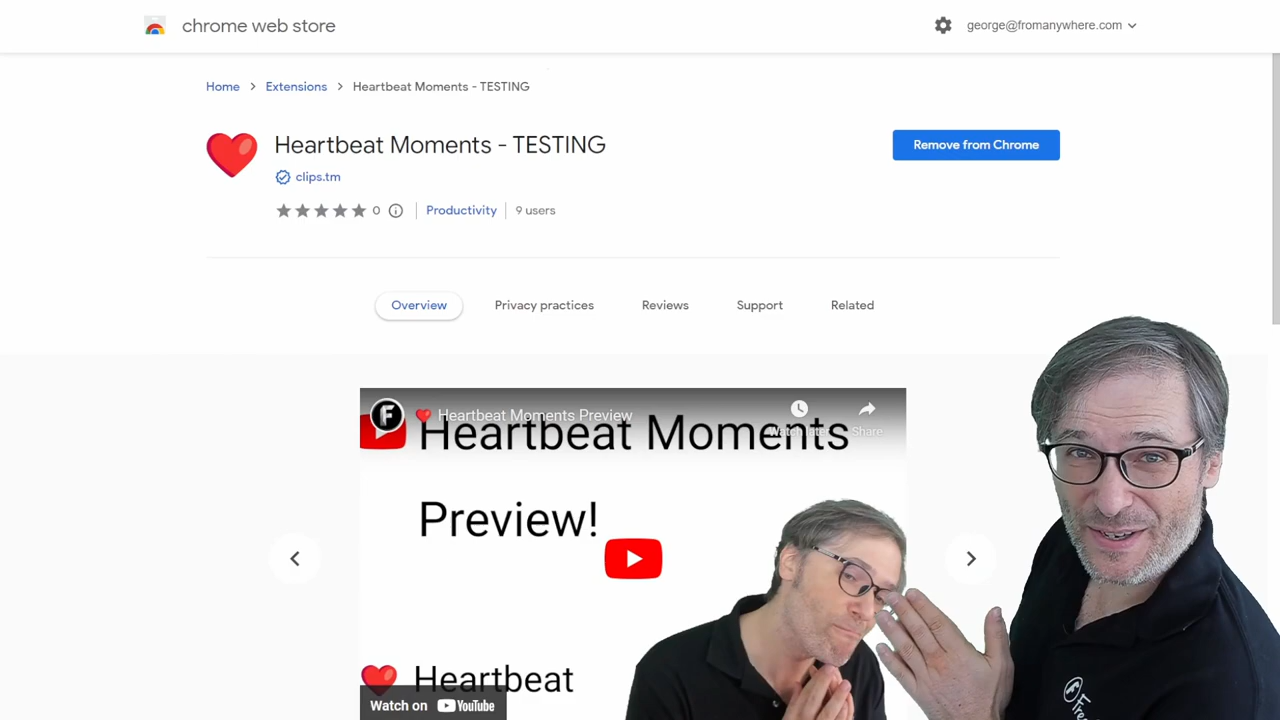 chrome web store
george@fromanywhere.com
Home > Extensions > Heartbeat Moments - TESTING
Heartbeat Moments - TESTING
Remove from Chrome
clips.tm
0 | Productivity | 9 users
Overview
Privacy practices
Reviews
Support
Related
F
Heartbeat Moments Preview
Watch later
Share
Heartbeat Moments
Preview!
Heartbeat
Watch on YouTube